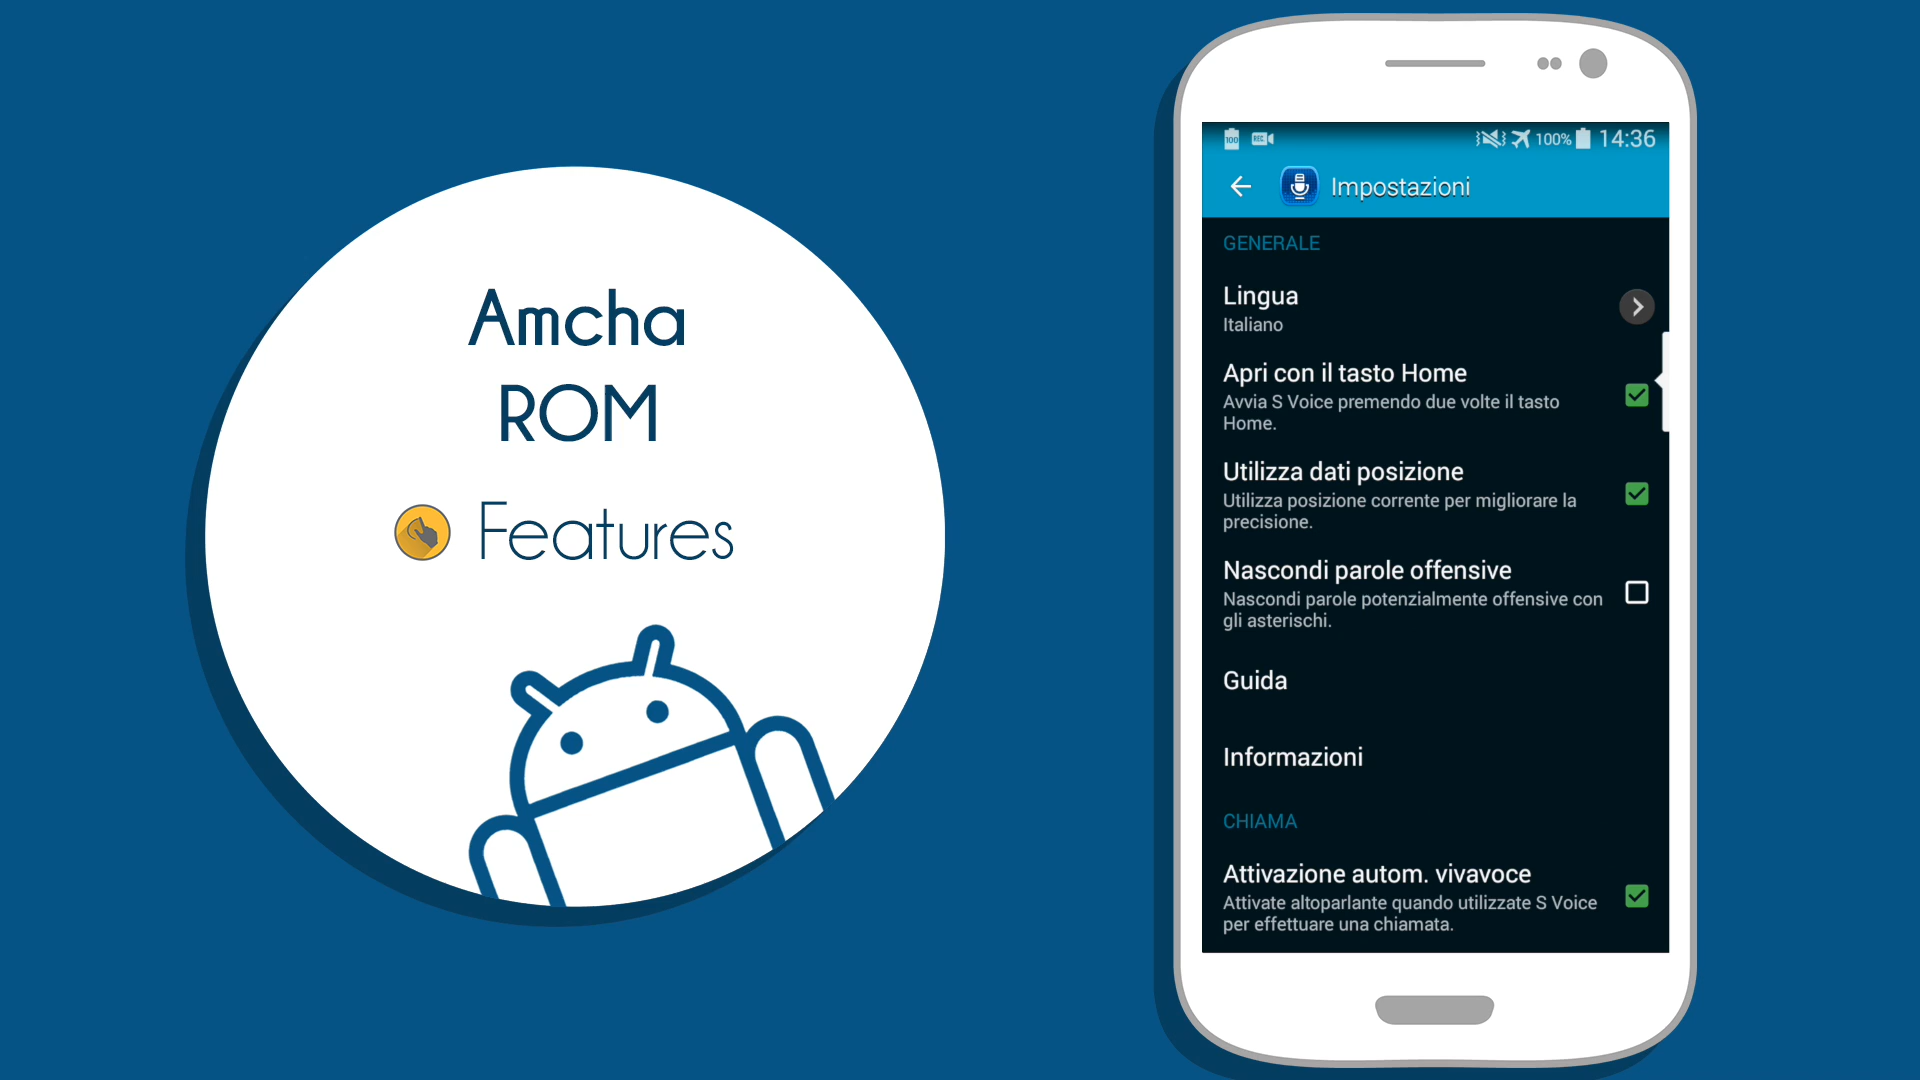 Amcha
ROM
Features
100
REC
100%
14:36
Impostazioni
GENERALE
Lingua
Italiano
Apri con il tasto Home
Avvia S Voice premendo due volte il tasto
Home.
Utilizza dati posizione
Utilizza posizione corrente per migliorare la
precisione.
Nascondi parole offensive
Nascondi parole potenzialmente offensive con
gli asterischi.
Guida
Informazioni
CHIAMA
Attivazione autom. vivavoce
Attivate altoparlante quando utilizzate S Voice
per effettuare una chiamata.